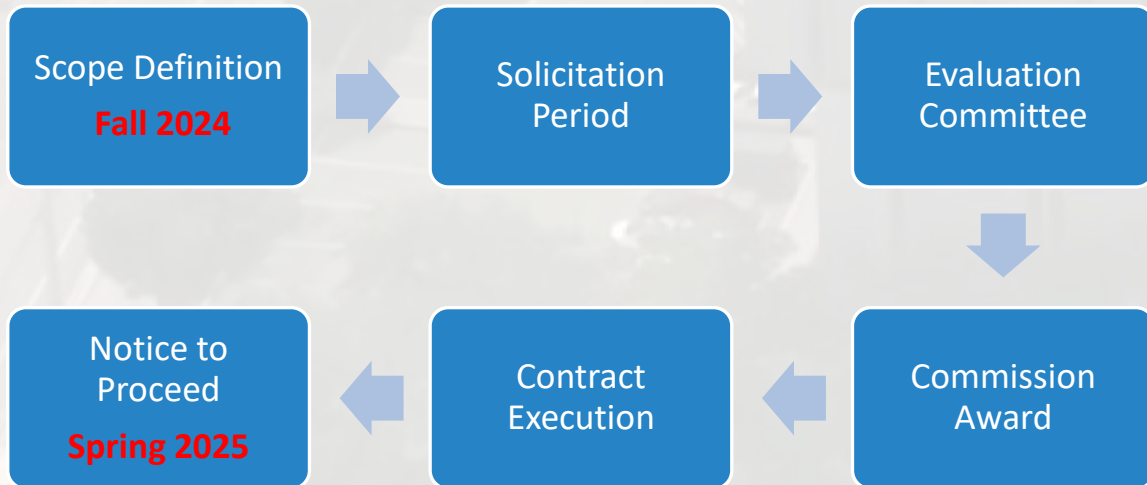 Scope Definition
Fall 2024
Solicitation
Period
Evaluation
Committee
Commission
Award
Contract
Execution
Notice to
Proceed
Spring 2025